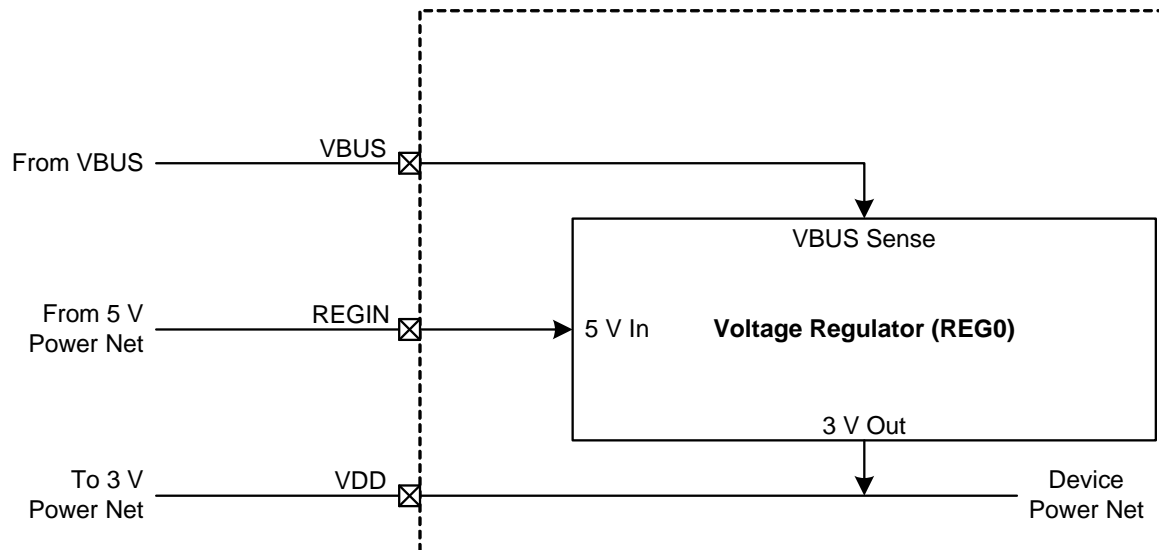 VBUS
From VBUS
VBUS Sense
From 5 V
Power Net
REGIN
5 V In
Voltage Regulator (REG0)
3 V Out
To 3 V
Power Net
VDD
Device
Power Net